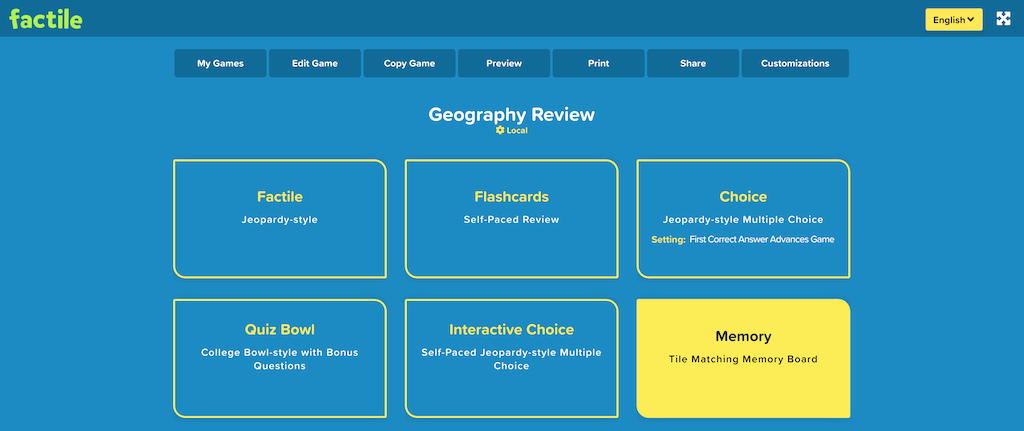 factile
English
My Games
Edit Game
Copy Game
Preview
Print
Share
Customizations
Geography Review
Local
Factile
Jeopardy-style
Flashcards
Self-Paced Review
Choice
Jeopardy-style Multiple Choice
Setting: First Correct Answer Advances Game
Quiz Bowl
College Bowl-style with Bonus
Questions
Interactive Choice
Self-Paced Jeopardy-style Multiple
Choice
Memory
Tile Matching Memory Board